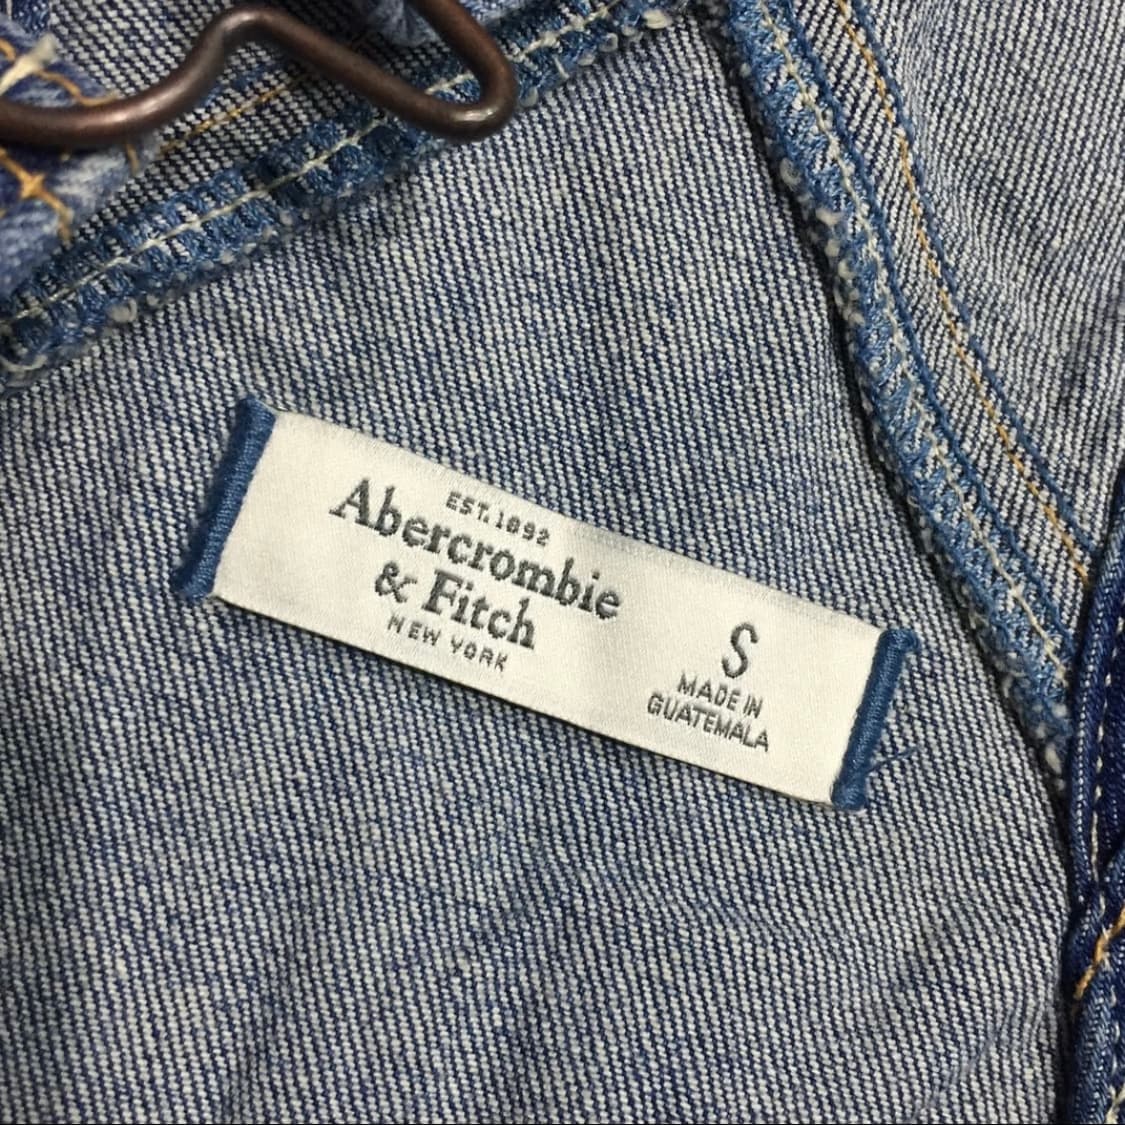 EST. 1892
Abercrombie
& Fitch
NEW YORK
S
MADE IN
GUATEMALA